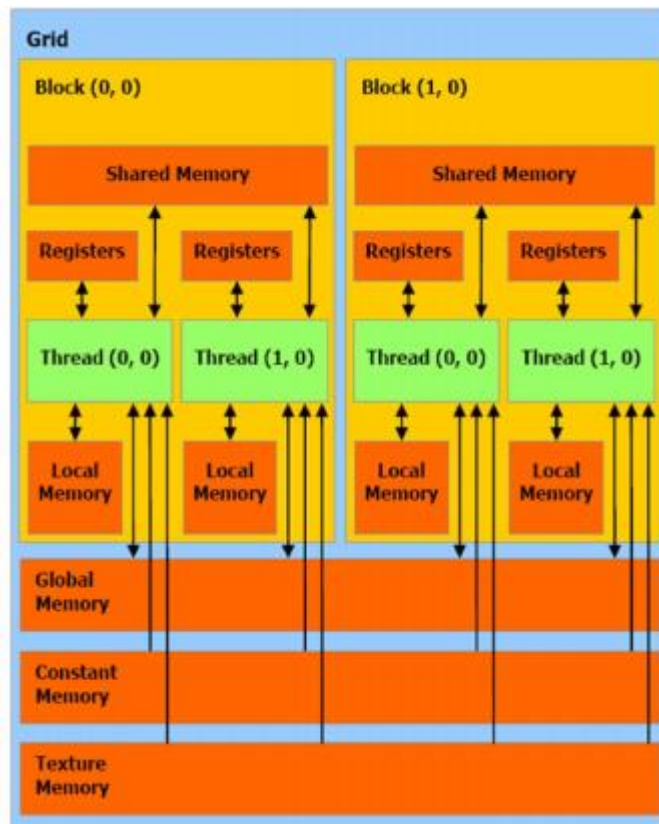 Grid
Block (0, 0)
Block (1, 0)
Shared Memory
Shared Memory
Registers
Registers
Registers
Registers
Thread (0, 0)
Thread (1, 0)
Thread (0, 0)
Thread (1, 0)
Local
Memory
Local
Memory
Local
Memory
Local
Memory
Global
Memory
Constant
Memory
Texture
Memory